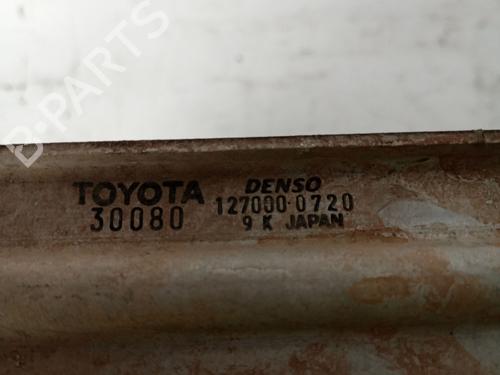 B-PARTS
TOYOTA DENSO
30080 127000-0720
9 K JAPAN